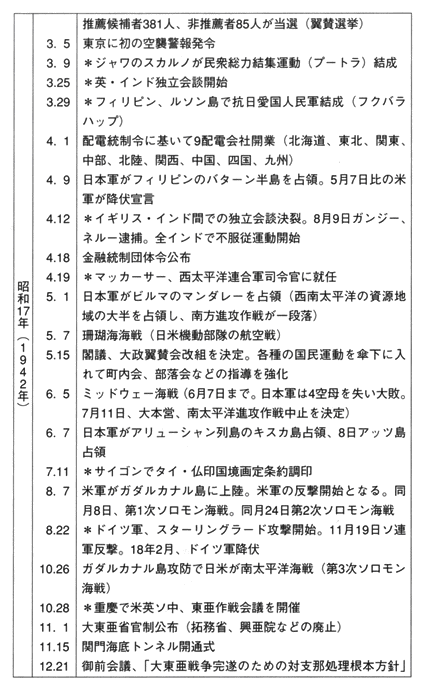 推薦候補者381人、非推薦者85人が当選（翼賛選挙）
3. 5 東京に初の空襲警報発令
3. 9 ＊ジャワのスカルノが民衆総力結集運動（プートラ）結成
3.25 ＊英・インド独立会談開始
3.29 ＊フィリピン、ルソン島で抗日愛国人民軍結成（フクバラ
ハップ）
4. 1 配電統制令に基いて9配電会社開業（北海道、東北、関東、
中部、北陸、関西、中国、四国、九州）
4. 9 日本軍がフィリピンのバターン半島を占領。5月7日比の米
軍が降伏宣言
4.12 ＊イギリス・インド間での独立会談決裂。8月9日ガンジー、
ネルー逮捕。全インドで不服従運動開始
4.18 金融統制団体令公布
4.19 ＊マッカーサー、西太平洋連合軍司令官に就任
5. 1 日本軍がビルマのマンダレーを占領（西南太平洋の資源地
域の大半を占領し、南方進攻作戦が一段落）
5. 7 珊瑚海海戦（日米機動部隊の航空戦）
5.15 閣議、大政翼賛会改組を決定。各種の国民運動を傘下に入
れて町内会、部落会などの指導を強化
6. 5 ミッドウェー海戦（6月7日まで。日本軍は4空母を失い大敗。
7月11日、大本営、南太平洋進攻作戦中止を決定）
6. 7 日本軍がアリューシャン列島のキスカ島占領、8日アッツ島
占領
7.11 ＊サイゴンでタイ・仏印国境画定条約調印
8. 7 米軍がガダルカナル島に上陸。米軍の反撃開始となる。同
月8日、第1次ソロモン海戦。同月24日第2次ソロモン海戦
8.22 ＊ドイツ軍、スターリングラード攻撃開始。11月19日ソ連
軍反撃。18年2月、ドイツ軍降伏
10.26 ガダルカナル島攻防で日米が南太平洋海戦（第3次ソロモン
海戦）
10.28 ＊重慶で米英ソ中、東亜作戦会議を開催
11. 1 大東亜省官制公布（拓務省、興亜院などの廃止）
11.15 関門海底トンネル開通式
12.21 御前会議、「大東亜戦争完遂のための対支那処理根本方針」
昭和17年（1942年）